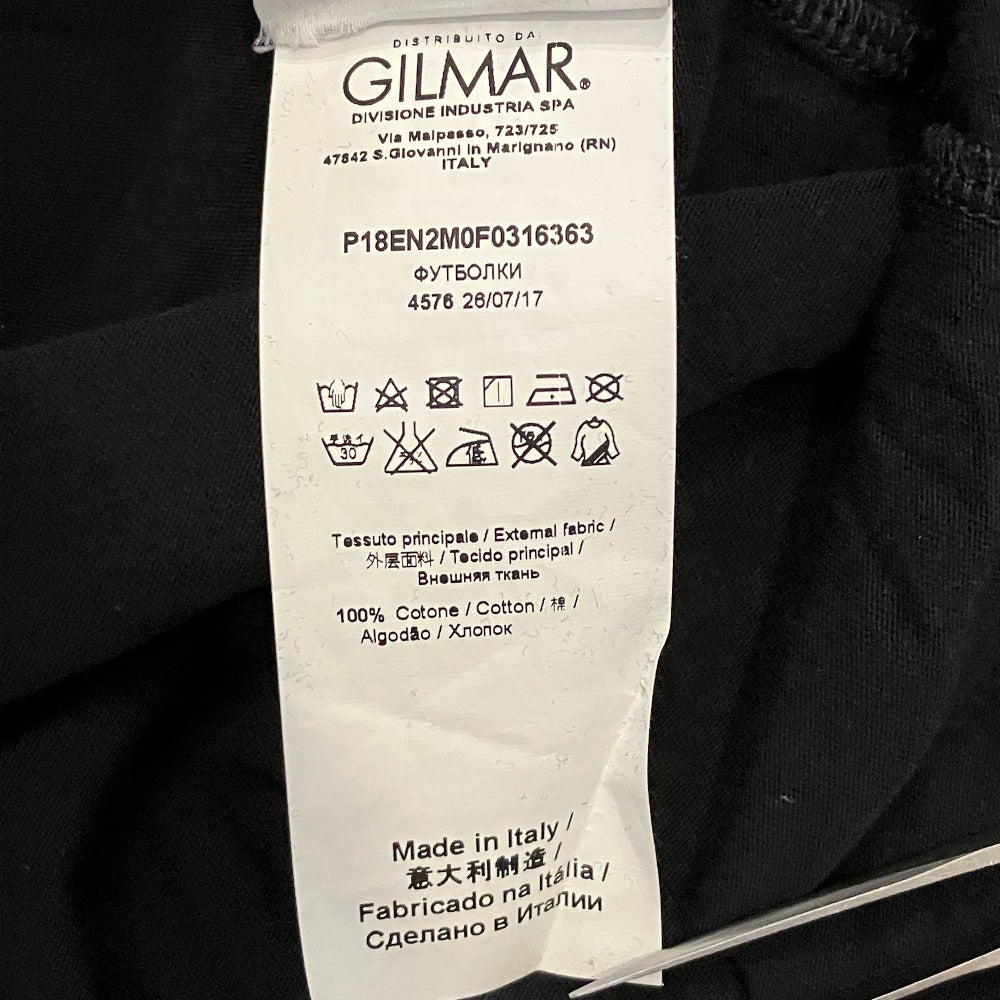 DISTRIBUITO DA:
GILMAR®
DIVISIONE INDUSTRIA SPA
Via Malpasso, 723/725
47842 S.Giovanni in Marignano (RN)
ITALY
P18EN2M0F0316363
ФУТБОЛКИ
4576 26/07/17
30
低
Tessuto principale / External fabric /
外层面料 / Tecido principal /
Внешняя ткань
100% Cotone / Cotton / 棉 /
Algodão / Хлопок
Made in Italy /
意大利制造 /
Fabricado na Itália /
Сделано в Италии